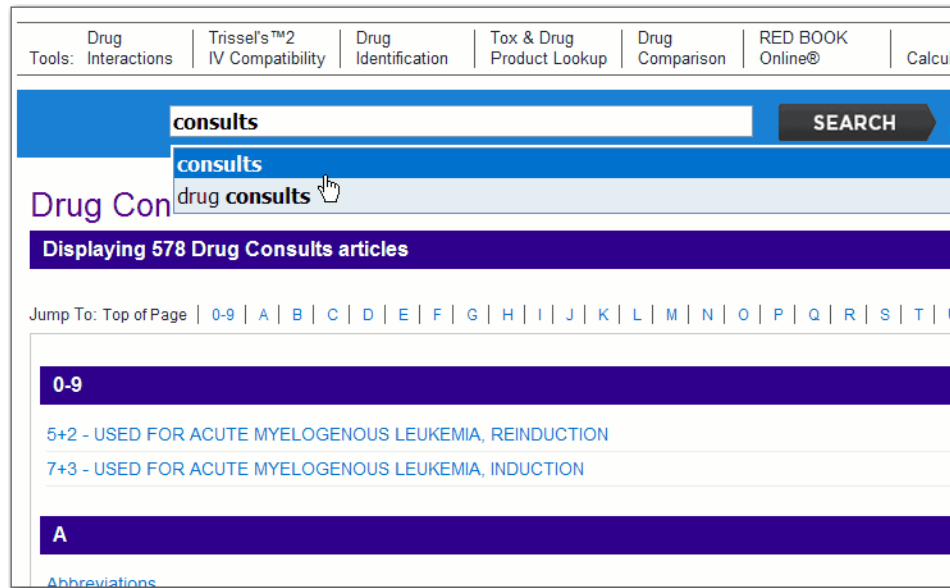 Drug Trissel's™2 Drug Tox & Drug Drug RED BOOK
Tools: Interactions IV Compatibility Identification Product Lookup Comparison Online® Calcul
consults SEARCH
consults
drug consults
Drug Con
Displaying 578 Drug Consults articles
Jump To: Top of Page | 0-9 | A | B | C | D | E | F | G | H | I | J | K | L | M | N | O | P | Q | R | S | T |
0-9
5+2 - USED FOR ACUTE MYELOGENOUS LEUKEMIA, REINDUCTION
7+3 - USED FOR ACUTE MYELOGENOUS LEUKEMIA, INDUCTION
A
Abbreviations